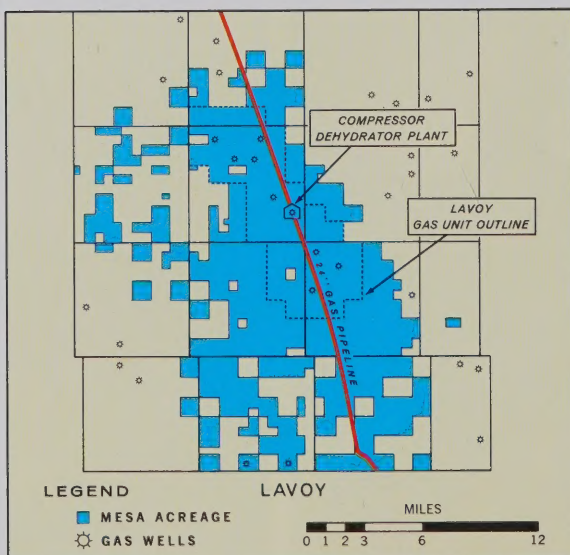 COMPRESSOR
DEHYDRATOR PLANT
LAVOY
GAS UNIT OUTLINE
24" GAS PIPELINE
LEGEND
LAVOY
MESA ACREAGE
GAS WELLS
MILES
0 1 2 3 6 12